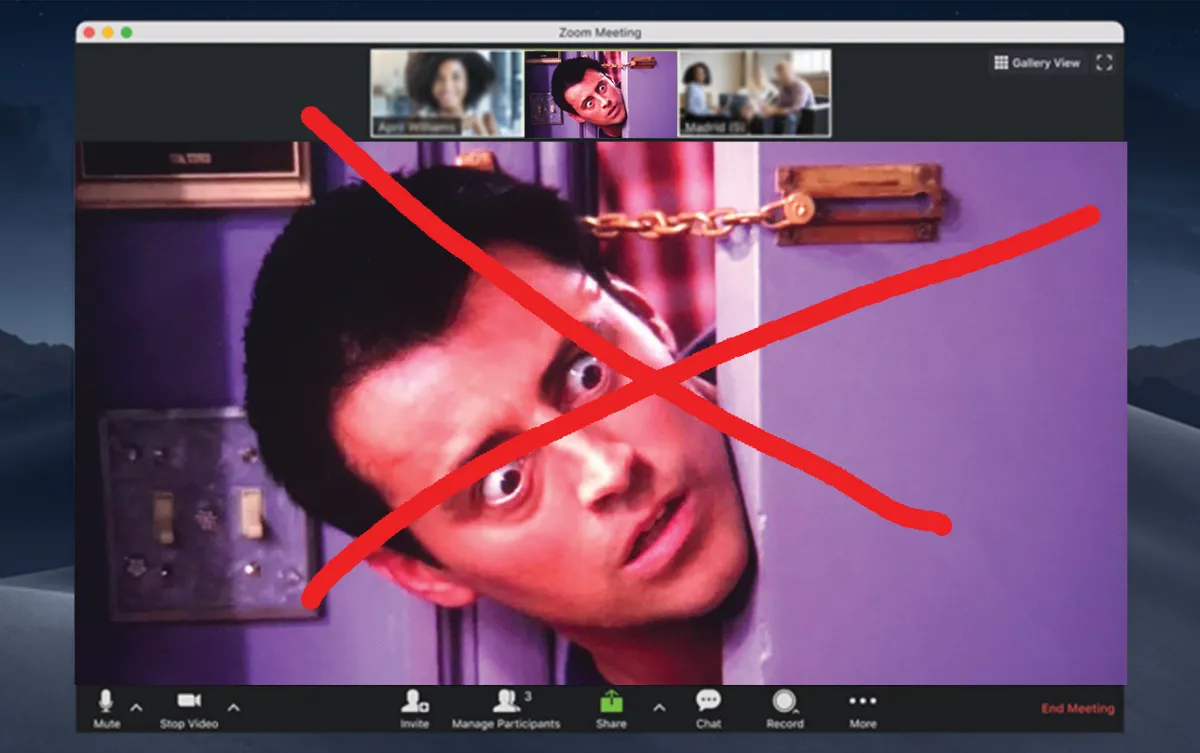 Zoom Meeting
Gallery View
April Williams
Madrid (5)
3
Mute
Stop Video
Invite
Manage Participants
Share
Chat
Record
More
End Meeting